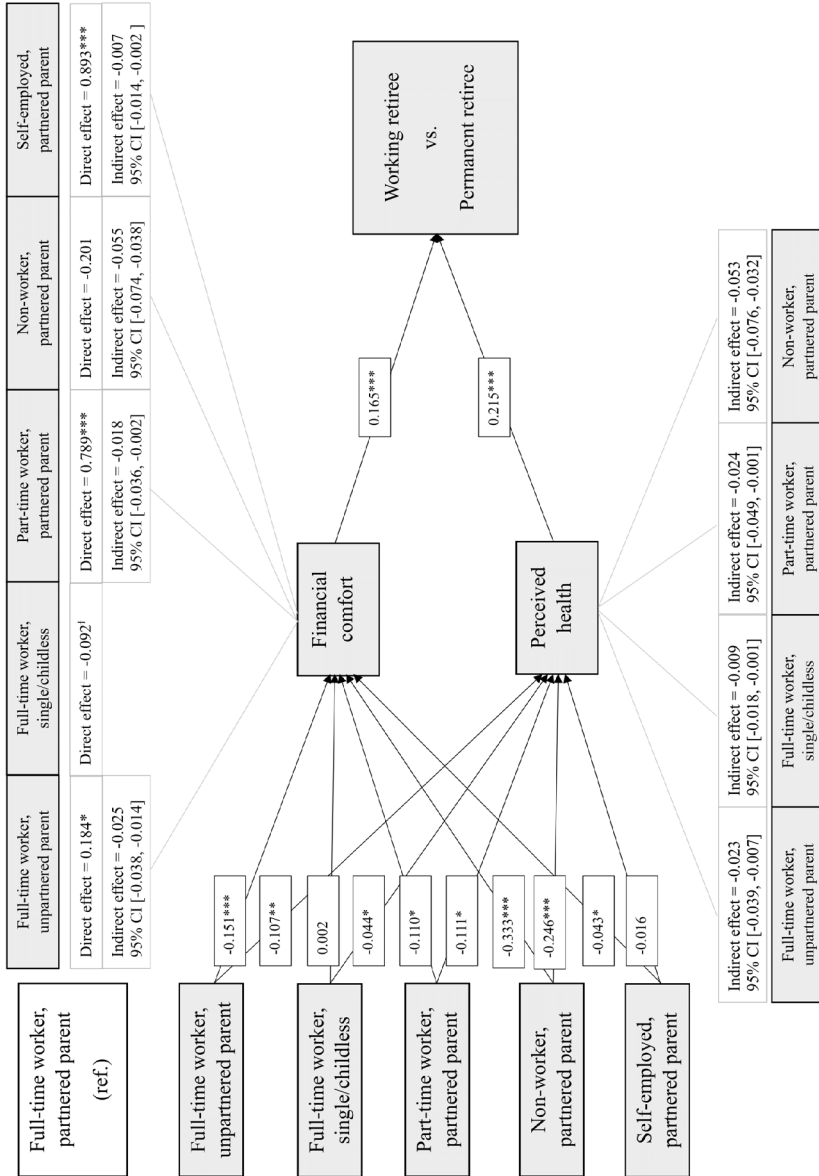 Full-time worker,
partnered parent
(ref.)
Full-time worker,
unpartnered parent
Direct effect = 0.184*
Indirect effect = -0.025
95% CI [-0.038, -0.014]
Full-time worker,
single/childless
Direct effect = -0.092ꜝ
Part-time worker,
partnered parent
Direct effect = 0.789***
Indirect effect = -0.018
95% CI [-0.036, -0.002]
Non-worker,
partnered parent
Direct effect = -0.201
Indirect effect = -0.055
95% CI [-0.074, -0.038]
Self-employed,
partnered parent
Direct effect = 0.893***
Indirect effect = -0.007
95% CI [-0.014, -0.002 ]
Full-time worker,
unpartnered parent
Full-time worker,
single/childless
Part-time worker,
partnered parent
Non-worker,
partnered parent
Self-employed,
partnered parent
-0.151***
-0.107**
0.002
-0.044*
-0.110*
-0.111*
-0.333***
-0.246***
-0.043*
-0.016
Financial
comfort
Perceived
health
0.165***
0.215***
Working retiree
vs.
Permanent retiree
Indirect effect = -0.023
95% CI [-0.039, -0.007]
Full-time worker,
unpartnered parent
Indirect effect = -0.009
95% CI [-0.018, -0.001]
Full-time worker,
single/childless
Indirect effect = -0.024
95% CI [-0.049, -0.001]
Part-time worker,
partnered parent
Indirect effect = -0.053
95% CI [-0.076, -0.032]
Non-worker,
partnered parent